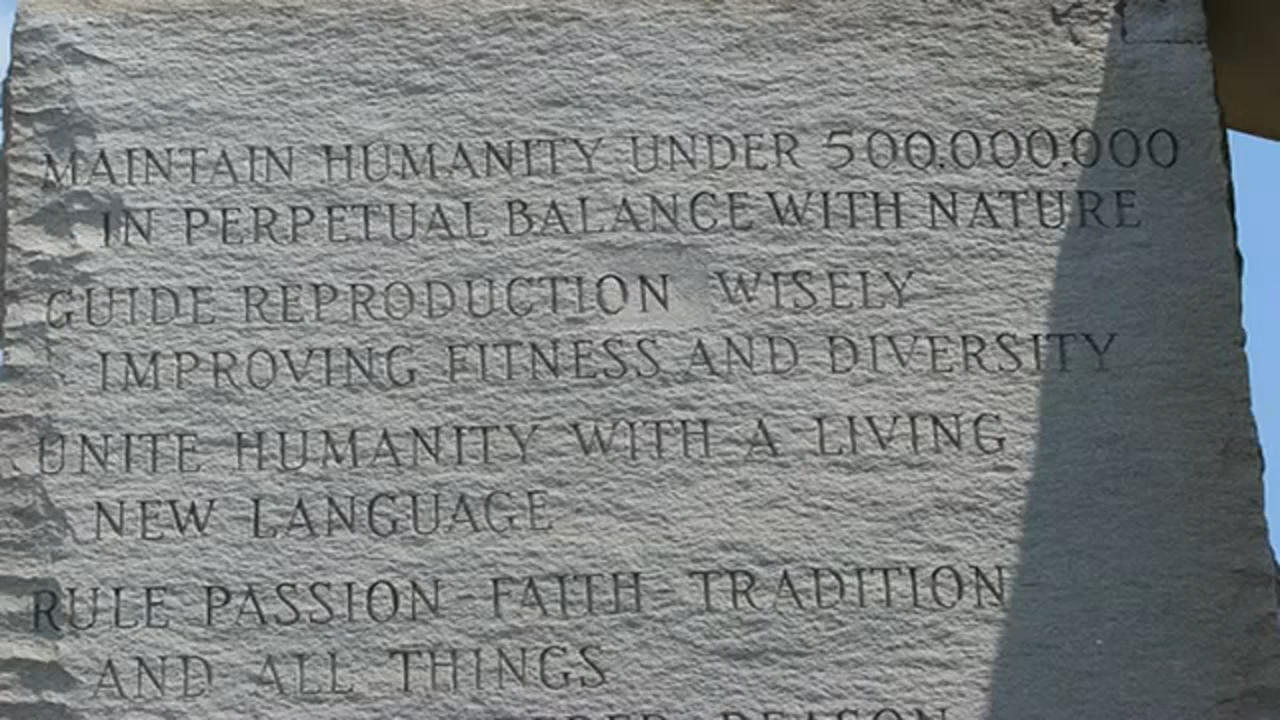 MAINTAIN HUMANITY UNDER 500.000.000
IN PERPETUAL BALANCE WITH NATURE
GUIDE REPRODUCTION WISELY
IMPROVING FITNESS AND DIVERSITY
UNITE HUMANITY WITH A LIVING
NEW LANGUAGE
RULE PASSION - FAITH - TRADITION
AND ALL THINGS
REASON